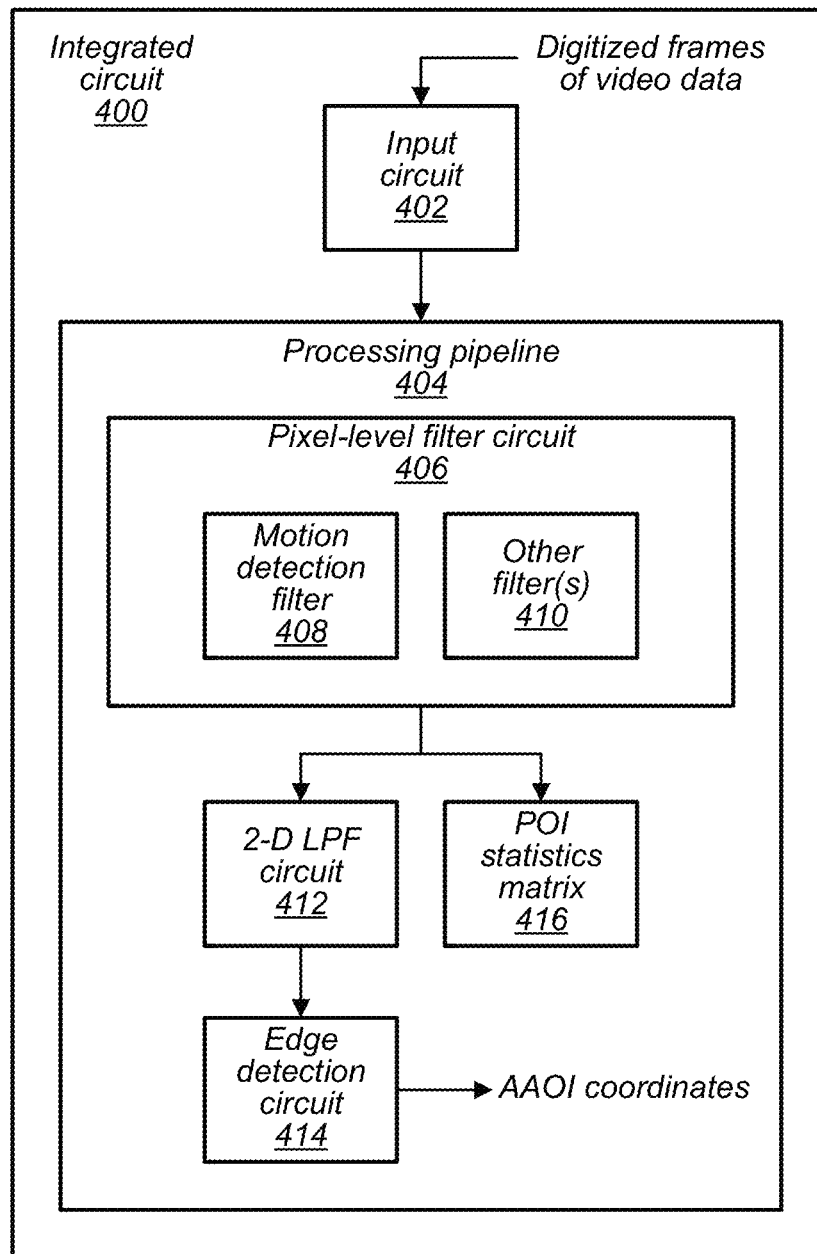 Integrated
circuit
400
Digitized frames
of video data
Input
circuit
402
Processing pipeline
404
Pixel-level filter circuit
406
Motion
detection
filter
408
Other
filter(s)
410
2-D LPF
circuit
412
POI
statistics
matrix
416
Edge
detection
circuit
414
AAOI coordinates